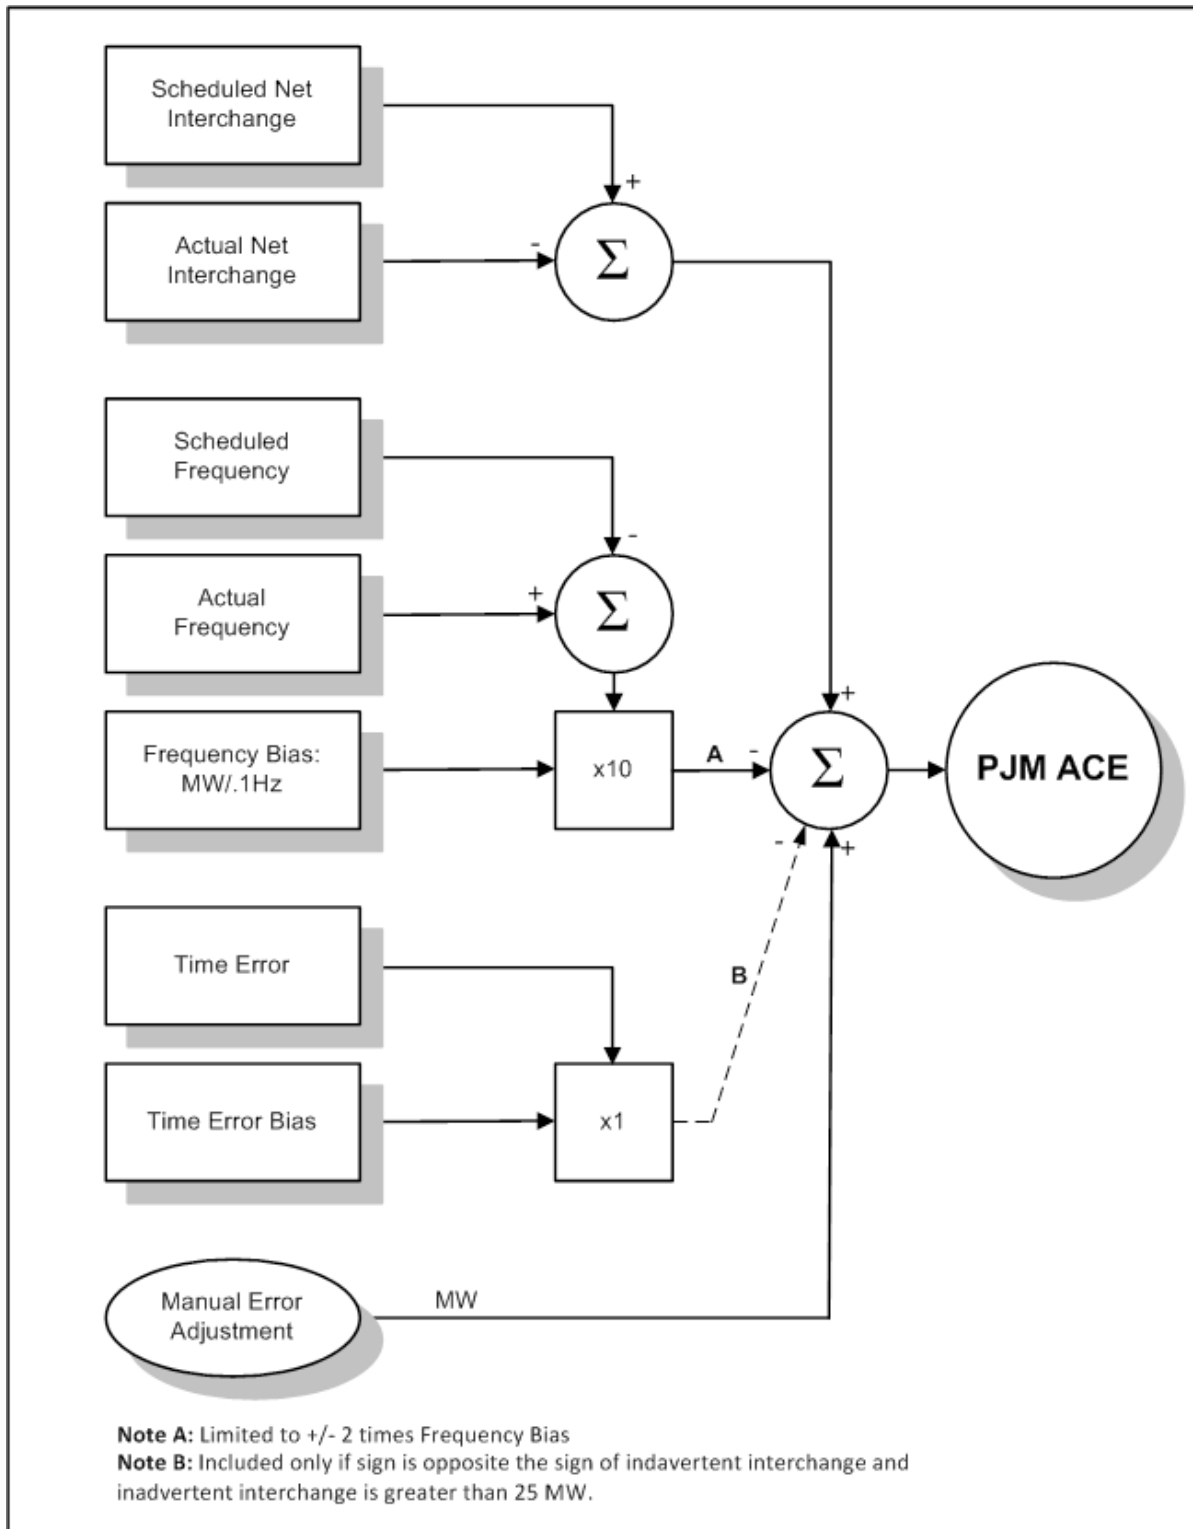 Scheduled Net
Interchange
+
Actual Net
Interchange
-
Σ
Scheduled
Frequency
-
Actual
Frequency
+
Σ
Frequency Bias:
MW/.1Hz
x10
A
-
+
Σ
PJM ACE
-
+
Time Error
B
Time Error Bias
x1
Manual Error
Adjustment
MW
Note A: Limited to +/- 2 times Frequency Bias
Note B: Included only if sign is opposite the sign of indavertent interchange and
inadvertent interchange is greater than 25 MW.